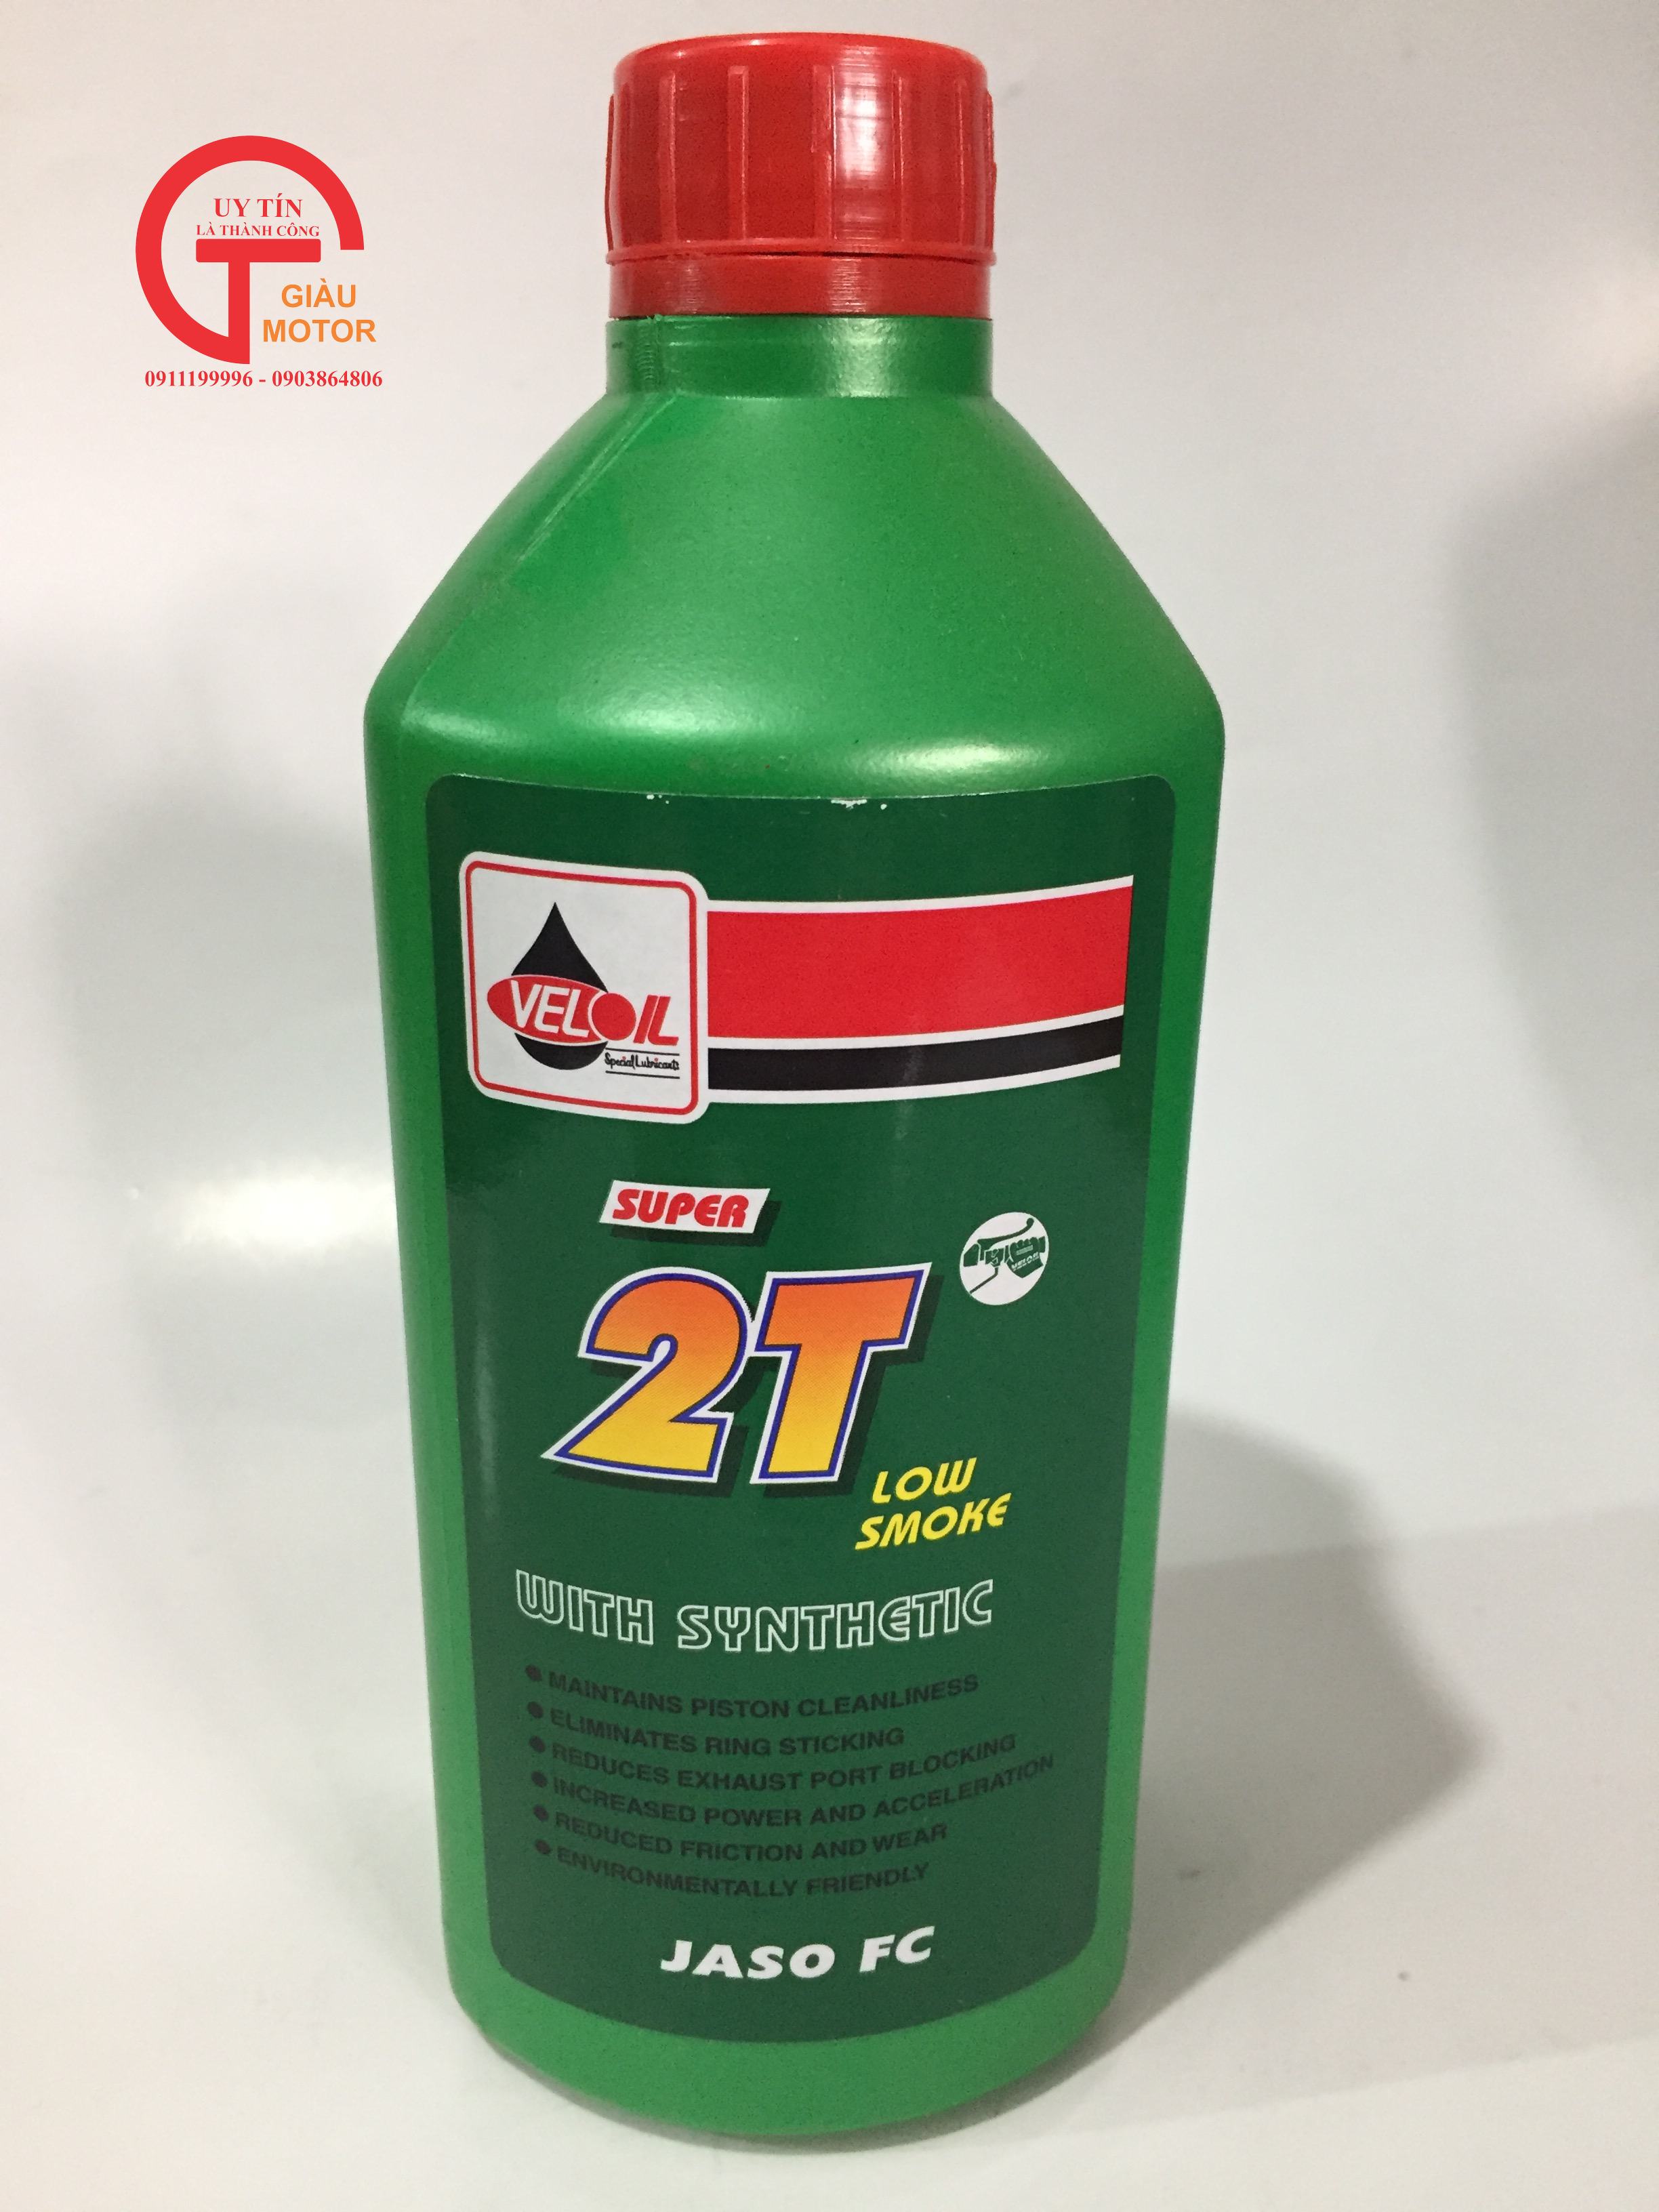 UY TÍN
LÀ THÀNH CÔNG
GIÀU
MOTOR
0911199996 - 0903864806
VELOIL
Special Lubricants
SUPER
2T
VELOIL
LOW
SMOKE
WITH SYNTHETIC
● MAINTAINS PISTON CLEANLINESS
● ELIMINATES RING STICKING
● REDUCES EXHAUST PORT BLOCKING
● INCREASED POWER AND ACCELERATION
● REDUCED FRICTION AND WEAR
● ENVIRONMENTALLY FRIENDLY
JASO FC